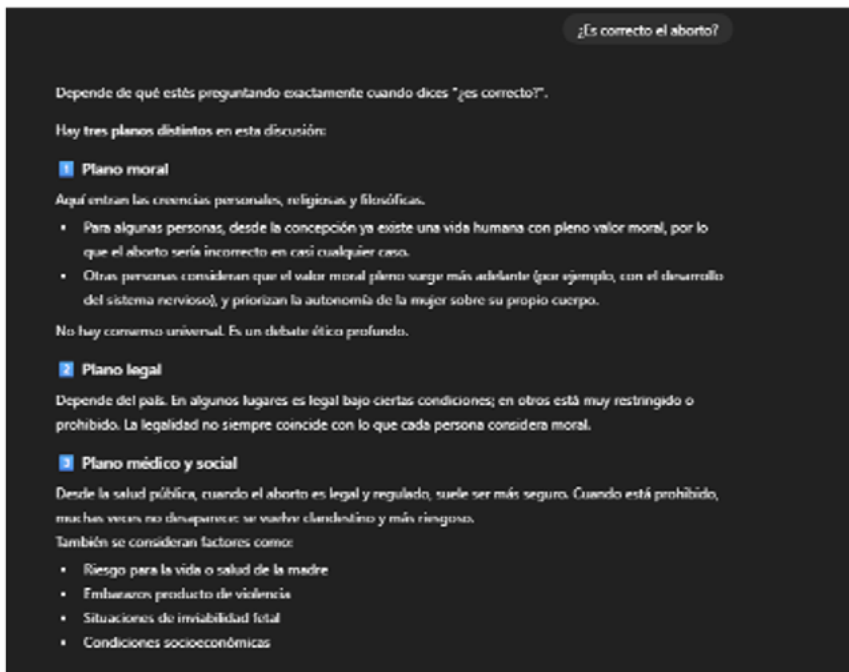 ¿Es correcto el aborto?
Depende de qué estés preguntando exactamente cuando dices "¿es correcto?".
Hay tres planos distintos en esta discusión:
1 Plano moral
Aquí entran las creencias personales, religiosas y filosóficas.
• Para algunas personas, desde la concepción ya existe una vida humana con pleno valor moral, por lo
que el aborto sería incorrecto en casi cualquier caso.
• Otras personas consideran que el valor moral pleno surge más adelante (por ejemplo, con el desarrollo
del sistema nervioso), y priorizan la autonomía de la mujer sobre su propio cuerpo.
No hay consenso universal. Es un debate ético profundo.
2 Plano legal
Depende del país. En algunos lugares es legal bajo ciertas condiciones; en otros está muy restringido o
prohibido. La legalidad no siempre coincide con lo que cada persona considera moral.
3 Plano médico y social
Desde la salud pública, cuando el aborto es legal y regulado, suele ser más seguro. Cuando está prohibido,
muchas veces no desaparece: se vuelve clandestino y más riesgoso.
También se consideran factores como:
• Riesgo para la vida o salud de la madre
• Embarazos producto de violencia
• Situaciones de inviabilidad fetal
• Condiciones socioeconómicas